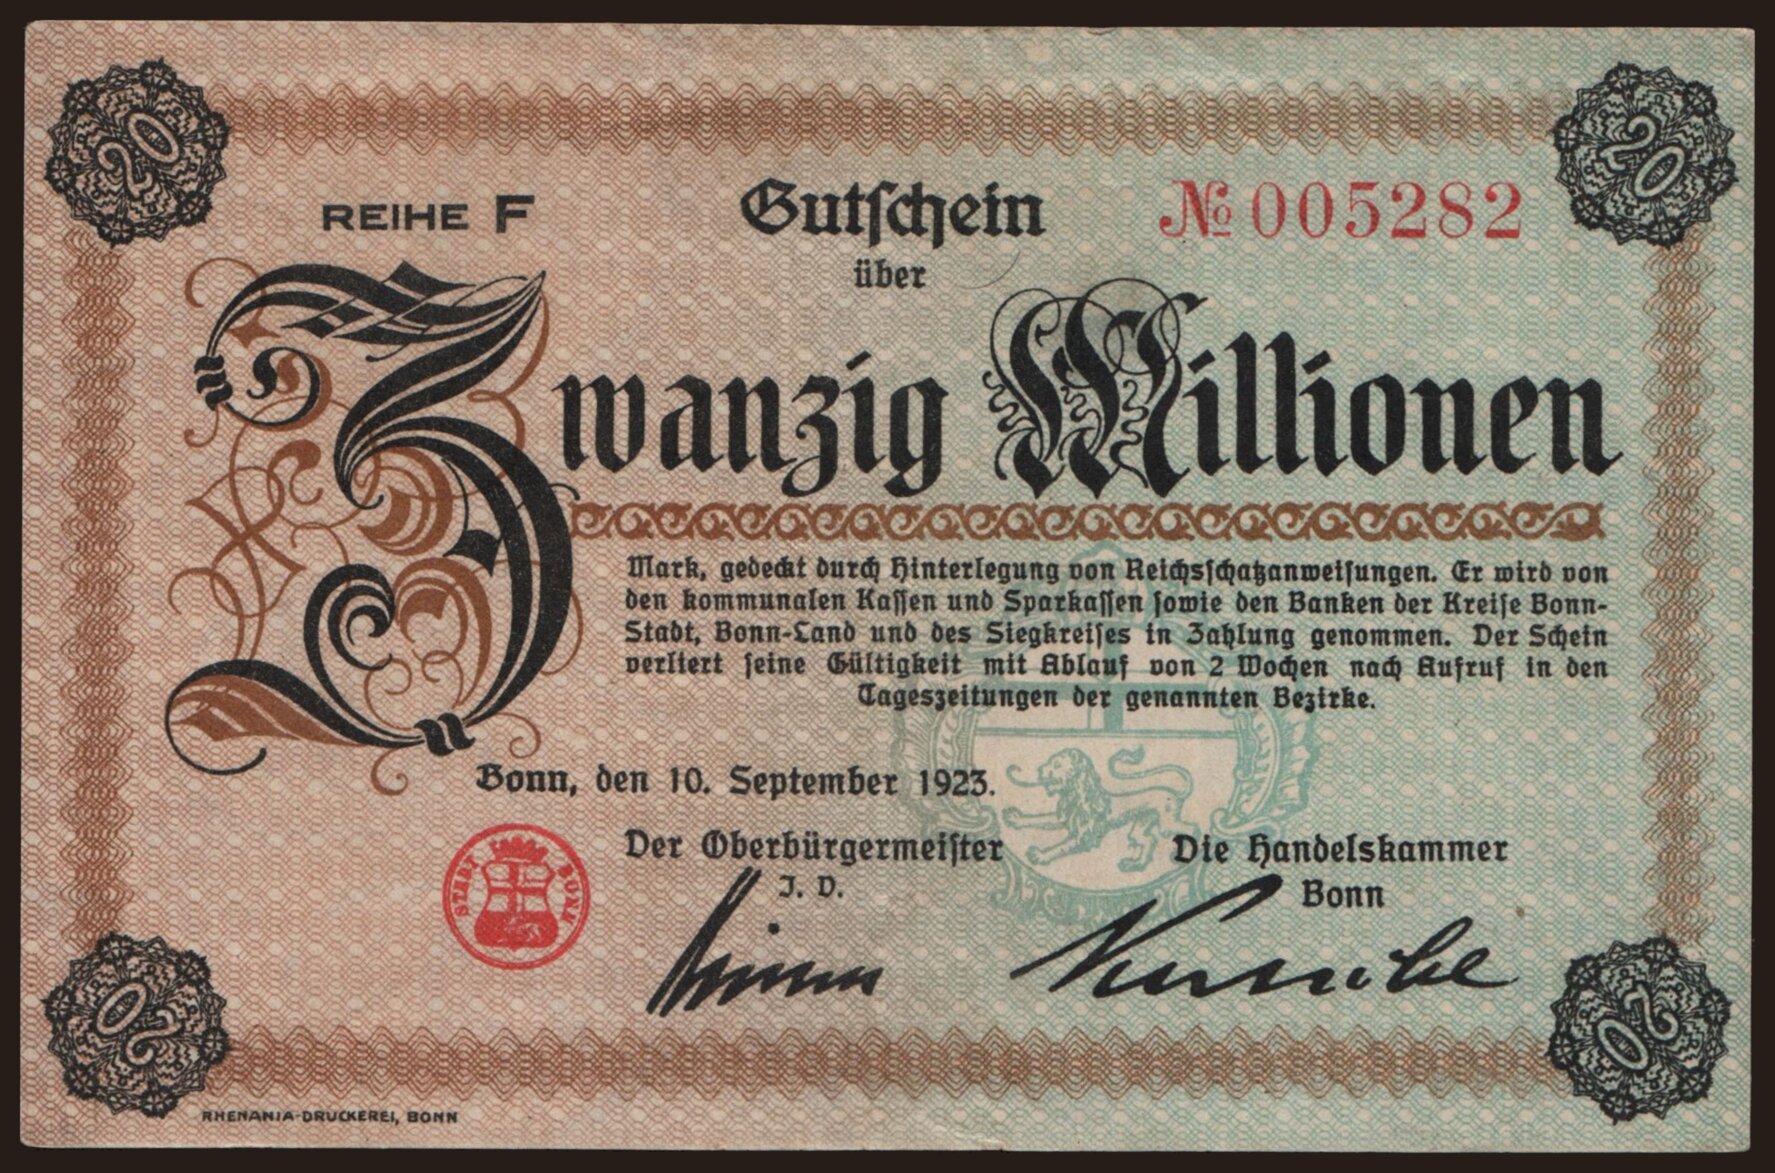 20
20
REIHE F
Gutschein
№ 005282
über
Zwanzig Millionen
Mark, gedeckt durch Hinterlegung von Reichsschatzanweisungen. Er wird von
den kommunalen Kassen und Sparkassen sowie den Banken der Kreise Bonn-
Stadt, Bonn-Land und des Siegkreises in Zahlung genommen. Der Schein
verliert seine Gültigkeit mit Ablauf von 2 Wochen nach Aufruf in den
Tageszeitungen der genannten Bezirke.
Bonn, den 10. September 1923.
Der Oberbürgermeister
Die Handelskammer
J. V.
Bonn
STADT BONN
20
20
RHENANIA-DRUCKEREI, BONN